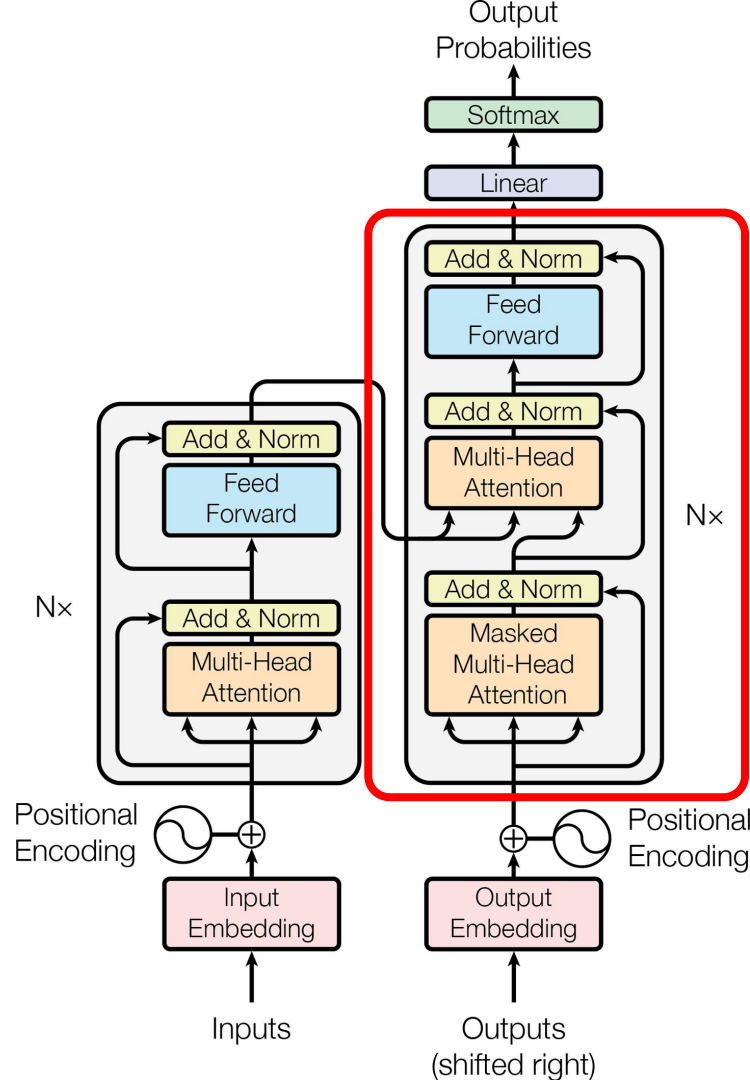 Output
Probabilities
Softmax
Linear
Add & Norm
Feed
Forward
Add & Norm
Multi-Head
Attention
Nx
Add & Norm
Masked
Multi-Head
Attention
Add & Norm
Feed
Forward
Nx
Add & Norm
Multi-Head
Attention
Positional
Encoding
Positional
Encoding
Input
Embedding
Output
Embedding
Inputs
Outputs
(shifted right)